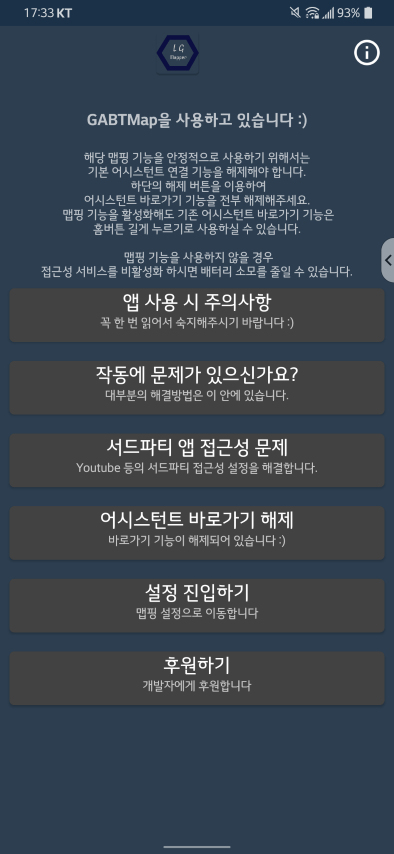 17:33 KT 93%
LG
Mapper
GABTMap을 사용하고 있습니다 :)
해당 맵핑 기능을 안정적으로 사용하기 위해서는
기본 어시스턴트 연결 기능을 해제해야 합니다.
하단의 해제 버튼을 이용하여
어시스턴트 바로가기 기능을 전부 해제해주세요.
맵핑 기능을 활성화해도 기존 어시스턴트 바로가기 기능은
홈버튼 길게 누르기로 사용하실 수 있습니다.
맵핑 기능을 사용하지 않을 경우
접근성 서비스를 비활성화 하시면 배터리 소모를 줄일 수 있습니다.
앱 사용 시 주의사항
꼭 한 번 읽어서 숙지해주시기 바랍니다 :)
작동에 문제가 있으신가요?
대부분의 해결방법은 이 안에 있습니다.
서드파티 앱 접근성 문제
Youtube 등의 서드파티 접근성 설정을 해결합니다.
어시스턴트 바로가기 해제
바로가기 기능이 해제되어 있습니다 :)
설정 진입하기
맵핑 설정으로 이동합니다
후원하기
개발자에게 후원합니다